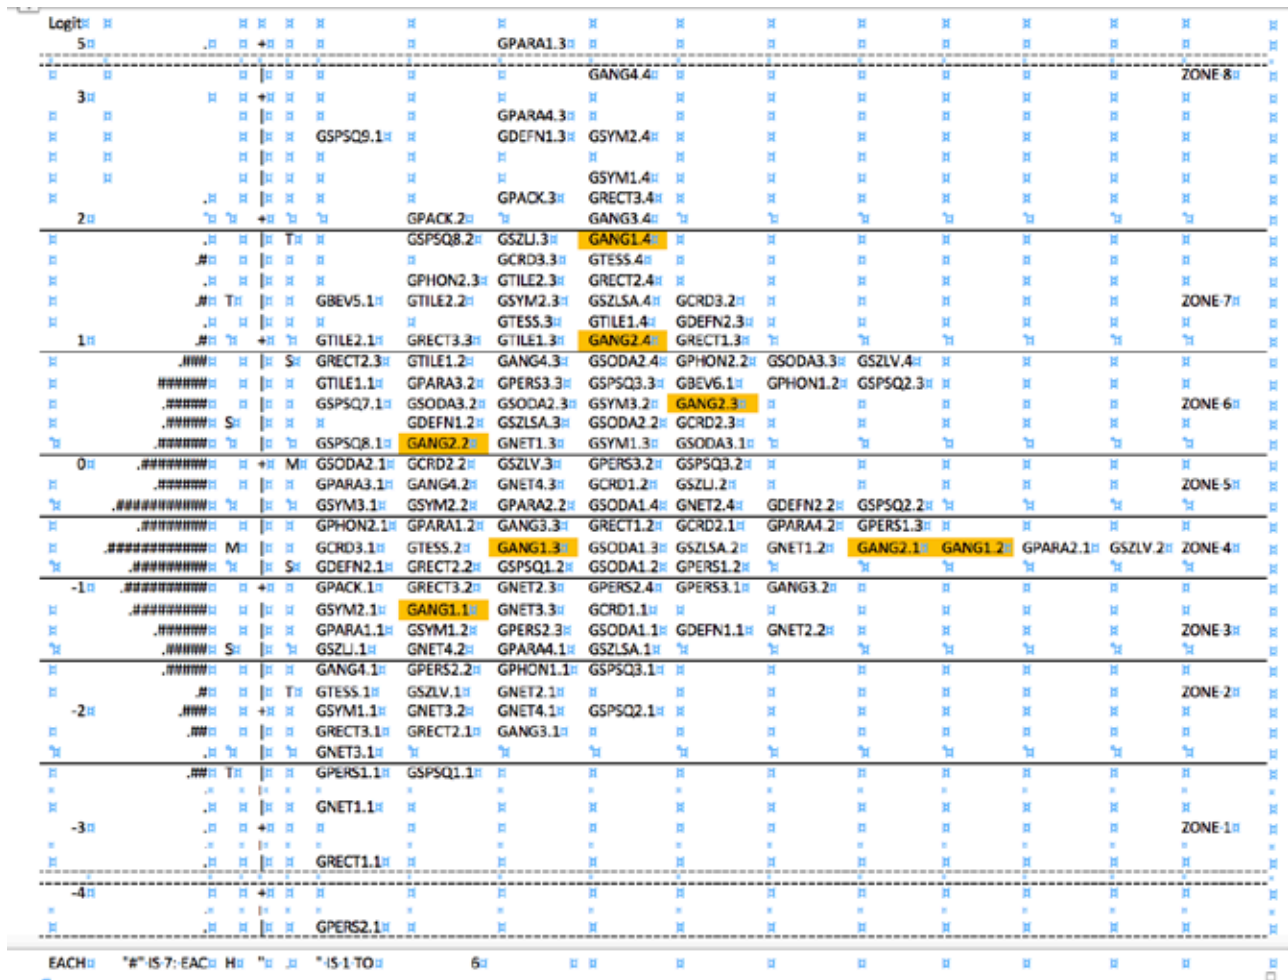 Logit
5 . + GPARA1.3
| GANG4.4 ZONE-8
3 +
| GPARA4.3
| GSPSQ9.1 GDEFN1.3 GSYM2.4
| GSYM1.4
. | GPACK.3 GRECT3.4
2 + GPACK.2 GANG3.4
. | T GSPSQ8.2 GSZLJ.3 GANG1.4
.# | GCRD3.3 GTESS.4
. | GPHON2.3 GTILE2.3 GRECT2.4
.# T | GBEV5.1 GTILE2.2 GSYM2.3 GSZLSA.4 GCRD3.2 ZONE-7
. | GTESS.3 GTILE1.4 GDEFN2.3
1 .# + GTILE2.1 GRECT3.3 GTILE1.3 GANG2.4 GRECT1.3
.#### | S GRECT2.3 GTILE1.2 GANG4.3 GSODA2.4 GPHON2.2 GSODA3.3 GSZLV.4
###### | GTILE1.1 GPARA3.2 GPERS3.3 GSPSQ3.3 GBEV6.1 GPHON1.2 GSPSQ2.3
.##### | GSPSQ7.1 GSODA3.2 GSODA2.3 GSYM3.2 GANG2.3 ZONE-6
.##### S | GDEFN1.2 GSZLSA.3 GSODA2.2 GCRD2.3
.###### | GSPSQ8.1 GANG2.2 GNET1.3 GSYM1.3 GSODA3.1
0 .######## + M GSODA2.1 GCRD2.2 GSZLV.3 GPERS3.2 GSPSQ3.2
.###### | GPARA3.1 GANG4.2 GNET4.3 GCRD1.2 GSZLJ.2 ZONE-5
.########### | GSYM3.1 GSYM2.2 GPARA2.2 GSODA1.4 GNET2.4 GDEFN2.2 GSPSQ2.2
.######## | GPHON2.1 GPARA1.2 GANG3.3 GRECT1.2 GCRD2.1 GPARA4.2 GPERS1.3
.############ M | GCRD3.1 GTESS.2 GANG1.3 GSODA1.3 GSZLSA.2 GNET1.2 GANG2.1 GANG1.2 GPARA2.1 GSZLV.2 ZONE-4
.######### | S GDEFN2.1 GRECT2.2 GSPSQ1.2 GSODA1.2 GPERS1.2
-1 .########## + GPACK.1 GRECT3.2 GNET2.3 GPERS2.4 GPERS3.1 GANG3.2
.######### | GSYM2.1 GANG1.1 GNET3.3 GCRD1.1
.###### | GPARA1.1 GSYM1.2 GPERS2.3 GSODA1.1 GDEFN1.1 GNET2.2 ZONE-3
.##### S | GSZLJ.1 GNET4.2 GPARA4.1 GSZLSA.1
.##### | GANG4.1 GPERS2.2 GPHON1.1 GSPSQ3.1
.# | T GTESS.1 GSZLV.1 GNET2.1 ZONE-2
-2 .### + GSYM1.1 GNET3.2 GNET4.1 GSPSQ2.1
.## | GRECT3.1 GRECT2.1 GANG3.1
. | GNET3.1
.## T | GPERS1.1 GSPSQ1.1
. | GNET1.1
-3 . + ZONE-1
. | GRECT1.1
-4 . +
. | GPERS2.1
EACH "#"·IS·7:·EAC H " . "·IS·1·TO 6